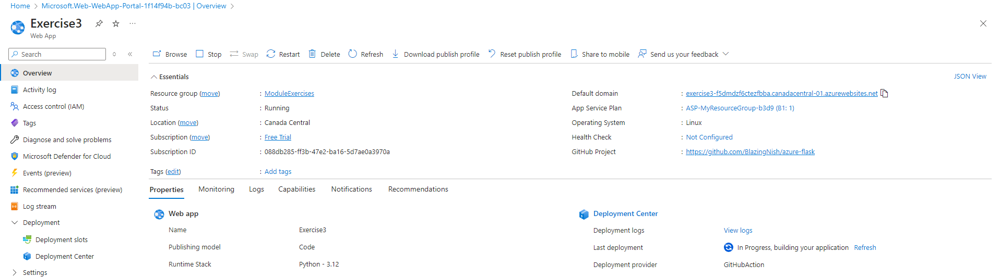 Home > Microsoft.Web-WebApp-Portal-1f14f94b-bc03 | Overview >
Exercise3
Web App
Search
Browse Stop Swap Restart Delete Refresh Download publish profile Reset publish profile Share to mobile Send us your feedback
Overview
Activity log
Access control (IAM)
Tags
Diagnose and solve problems
Microsoft Defender for Cloud
Events (preview)
Recommended services (preview)
Log stream
Deployment
Deployment slots
Deployment Center
Settings
Essentials
JSON View
Resource group (move) : ModuleExercises
Status : Running
Location (move) : Canada Central
Subscription (move) : Free Trial
Subscription ID : 088db285-ff3b-47e2-ba16-5d7ae0a3970a
Tags (edit) : Add tags
Default domain : exercise3-f5dmdzf6ctezfbba.canadacentral-01.azurewebsites.net
App Service Plan : ASP-MyResourceGroup-b3d9 (B1: 1)
Operating System : Linux
Health Check : Not Configured
GitHub Project : https://github.com/BlazingNish/azure-flask
Properties Monitoring Logs Capabilities Notifications Recommendations
Web app
Name Exercise3
Publishing model Code
Runtime Stack Python - 3.12
Deployment Center
Deployment logs View logs
Last deployment In Progress, building your application Refresh
Deployment provider GitHubAction